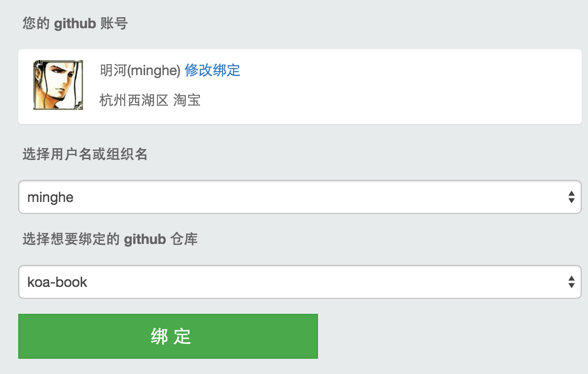 您的 github 账号
明河(minghe) 修改绑定
杭州西湖区 淘宝
选择用户名或组织名
minghe
选择想要绑定的 github 仓库
koa-book
绑 定